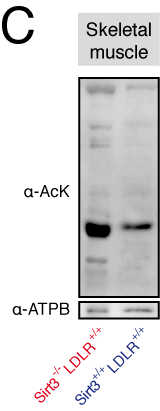 C
Skeletal
muscle
α-AcK
α-ATPB
Sirt3⁻/⁻ LDLR⁺/⁺
Sirt3⁺/⁺ LDLR⁺/⁺